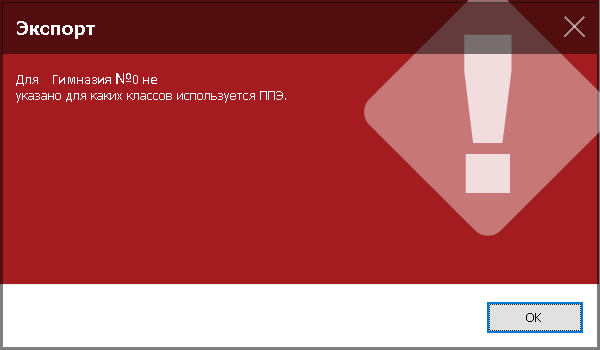 Экспорт
Для Гимназия №0 не
указано для каких классов используется ППЭ.
OK